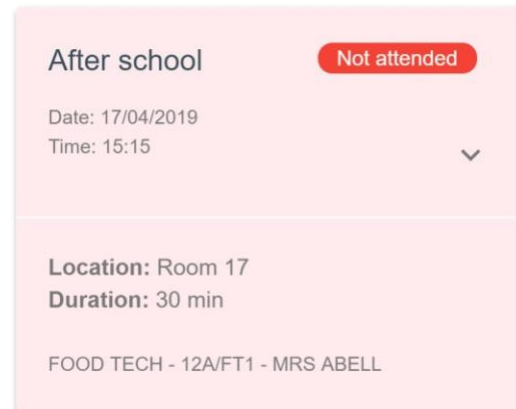 After school
Not attended
Date: 17/04/2019
Time: 15:15
Location: Room 17
Duration: 30 min
FOOD TECH - 12A/FT1 - MRS ABELL